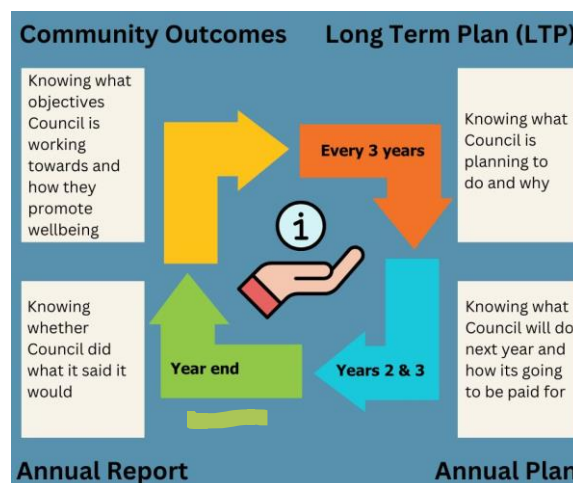 Community Outcomes
Long Term Plan (LTP)
Knowing what
objectives
Council is
working
towards and
how they
promote
wellbeing
Every 3 years
Knowing what
Council is
planning to
do and why
i
Knowing
whether
Council did
what it said it
would
Year end
Years 2 & 3
Knowing what
Council will do
next year and
how its going
to be paid for
Annual Report
Annual Plan